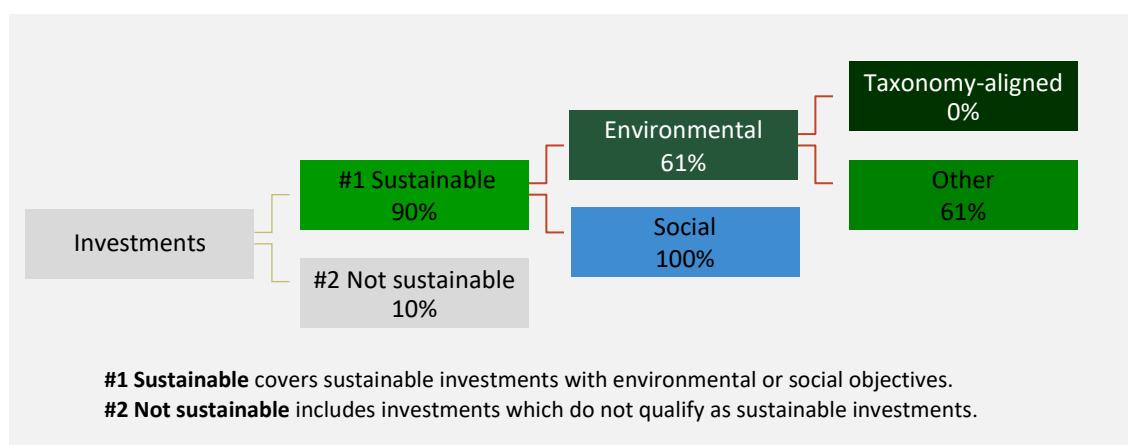 Taxonomy-aligned
0%
Environmental
61%
#1 Sustainable
90%
Other
61%
Investments
Social
100%
#2 Not sustainable
10%
#1 Sustainable covers sustainable investments with environmental or social objectives.
#2 Not sustainable includes investments which do not qualify as sustainable investments.